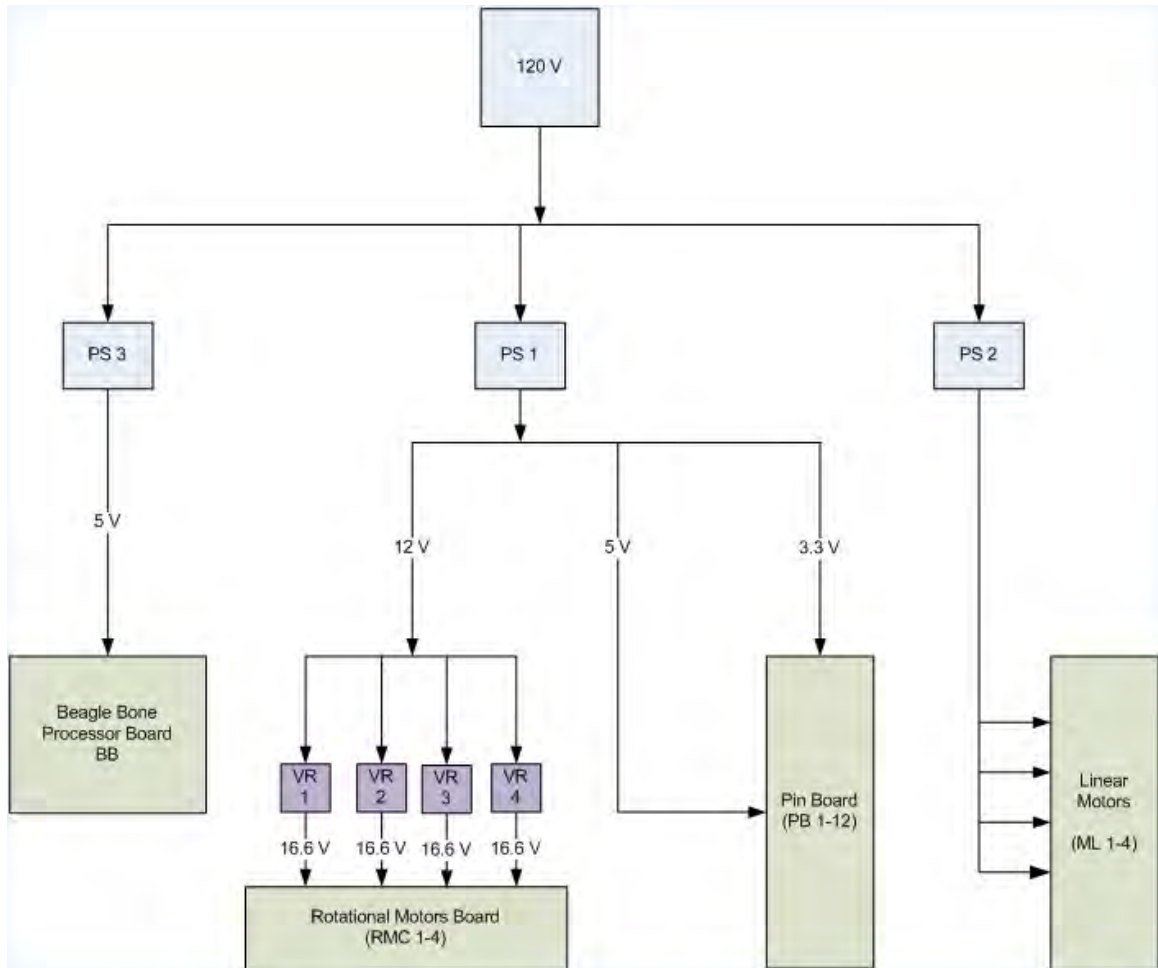 120 V
PS 3
PS 1
PS 2
5 V
12 V
5 V
3.3 V
Beagle Bone
Processor Board
BB
VR
1
VR
2
VR
3
VR
4
16.6 V
16.6 V
16.6 V
16.6 V
Rotational Motors Board
(RMC 1-4)
Pin Board
(PB 1-12)
Linear
Motors
(ML 1-4)